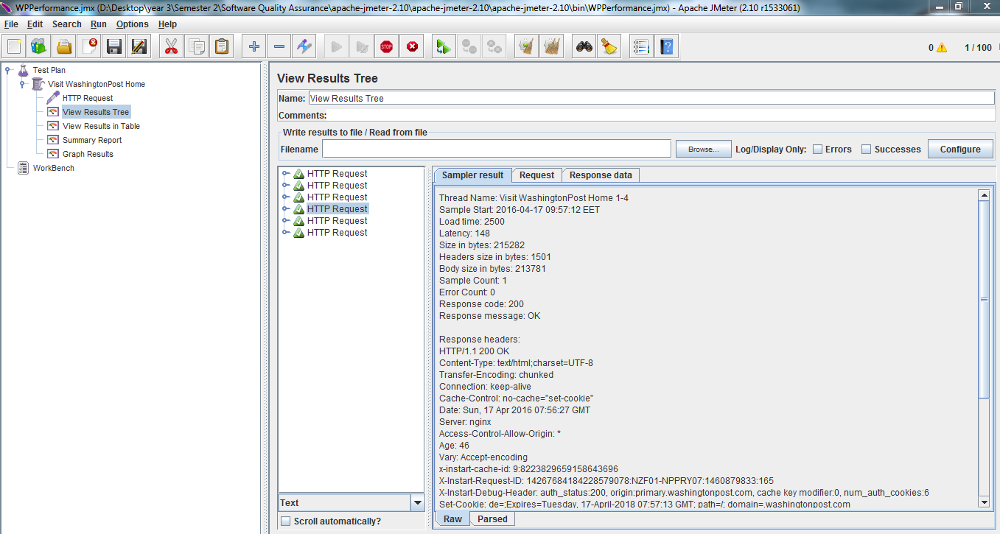 WPPerformance.jmx (D:\Desktop\year 3\Semester 2\Software Quality Assurance\apache-jmeter-2.10\apache-jmeter-2.10\apache-jmeter-2.10\bin\WPPerformance.jmx) - Apache JMeter (2.10 r1533061)
File Edit Search Run Options Help
STOP
?
0 1 / 100
Test Plan
Visit WashingtonPost Home
HTTP Request
View Results Tree
View Results in Table
Summary Report
Graph Results
WorkBench
View Results Tree
Name: View Results Tree
Comments:
Write results to file / Read from file
Filename Browse... Log/Display Only: Errors Successes Configure
HTTP Request
HTTP Request
HTTP Request
HTTP Request
HTTP Request
HTTP Request
Text
Scroll automatically?
Sampler result Request Response data
Thread Name: Visit WashingtonPost Home 1-4
Sample Start: 2016-04-17 09:57:12 EET
Load time: 2500
Latency: 148
Size in bytes: 215282
Headers size in bytes: 1501
Body size in bytes: 213781
Sample Count: 1
Error Count: 0
Response code: 200
Response message: OK
Response headers:
HTTP/1.1 200 OK
Content-Type: text/html;charset=UTF-8
Transfer-Encoding: chunked
Connection: keep-alive
Cache-Control: no-cache="set-cookie"
Date: Sun, 17 Apr 2016 07:56:27 GMT
Server: nginx
Access-Control-Allow-Origin: *
Age: 46
Vary: Accept-encoding
x-instart-cache-id: 9:8223829659158643696
X-Instart-Request-ID: 14267684184228579078:NZF01-NPPRY07:1460879833:165
X-Instart-Debug-Header: auth_status:200, origin:primary.washingtonpost.com, cache key modifier:0, num_auth_cookies:6
Set-Cookie: de=;Expires=Tuesday, 17-April-2018 07:57:13 GMT; path=/; domain=.washingtonpost.com
Raw Parsed